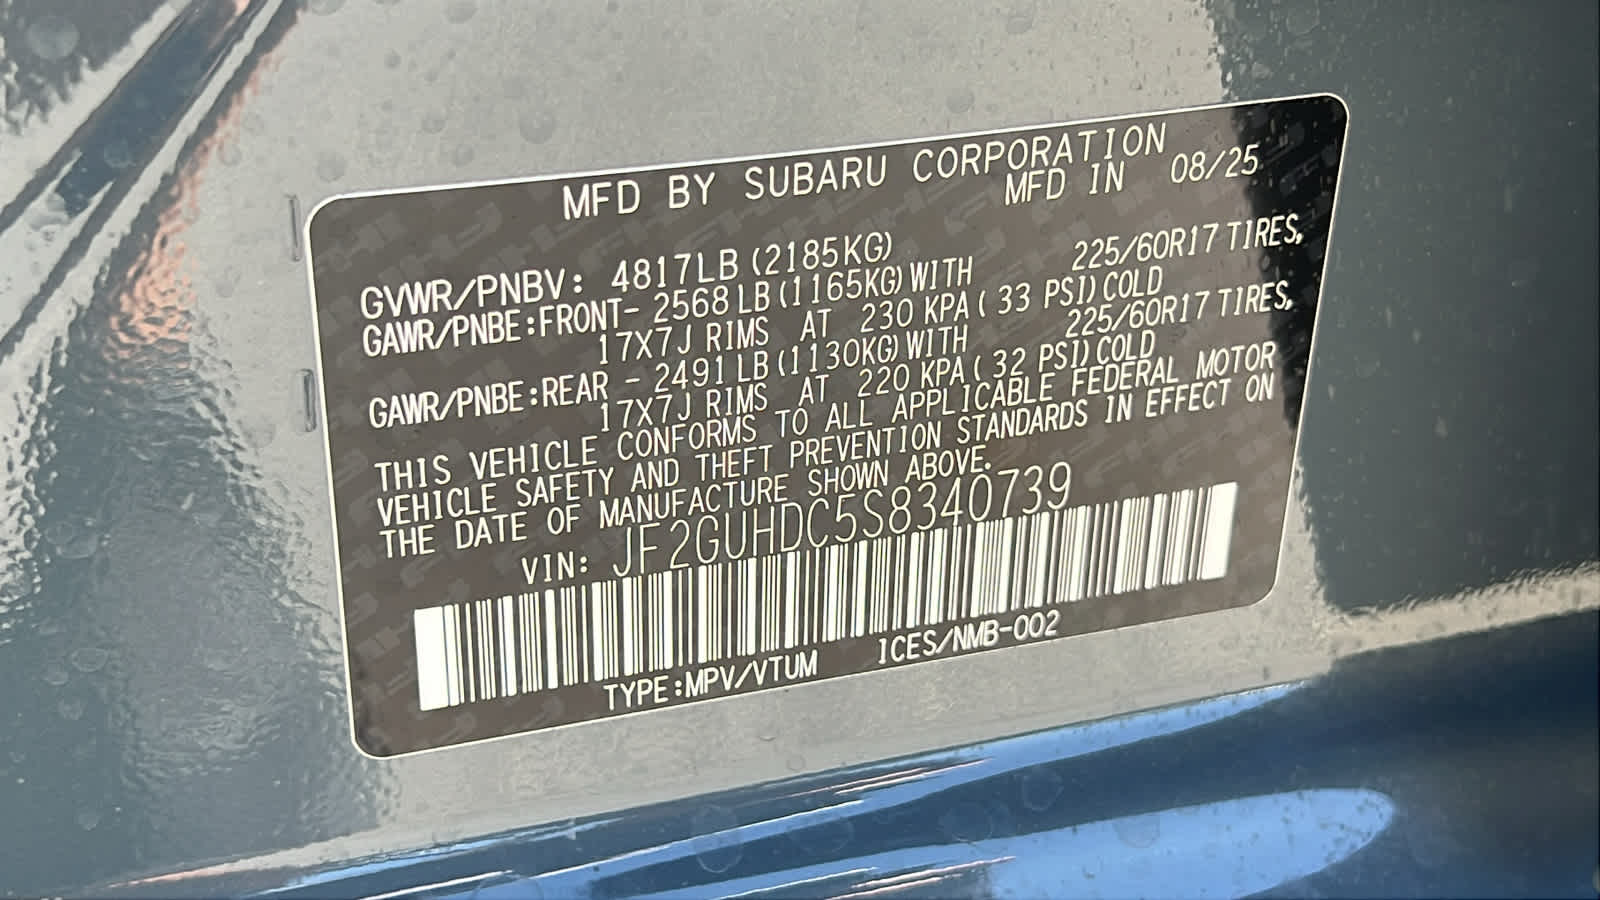 MFD BY SUBARU CORPORATION
MFD IN 08/25
GVWR/PNBV: 4817LB (2185KG)
GAWR/PNBE:FRONT- 2568 LB (1165KG) WITH 225/60R17 TIRES,
17X7J RIMS AT 230 KPA ( 33 PSI) COLD
GAWR/PNBE:REAR - 2491 LB (1130KG) WITH 225/60R17 TIRES,
17X7J RIMS AT 220 KPA ( 32 PSI) COLD
THIS VEHICLE CONFORMS TO ALL APPLICABLE FEDERAL MOTOR
VEHICLE SAFETY AND THEFT PREVENTION STANDARDS IN EFFECT ON
THE DATE OF MANUFACTURE SHOWN ABOVE.
VIN: JF2GUHDC5S8340739
TYPE:MPV/VTUM ICES/NMB-002